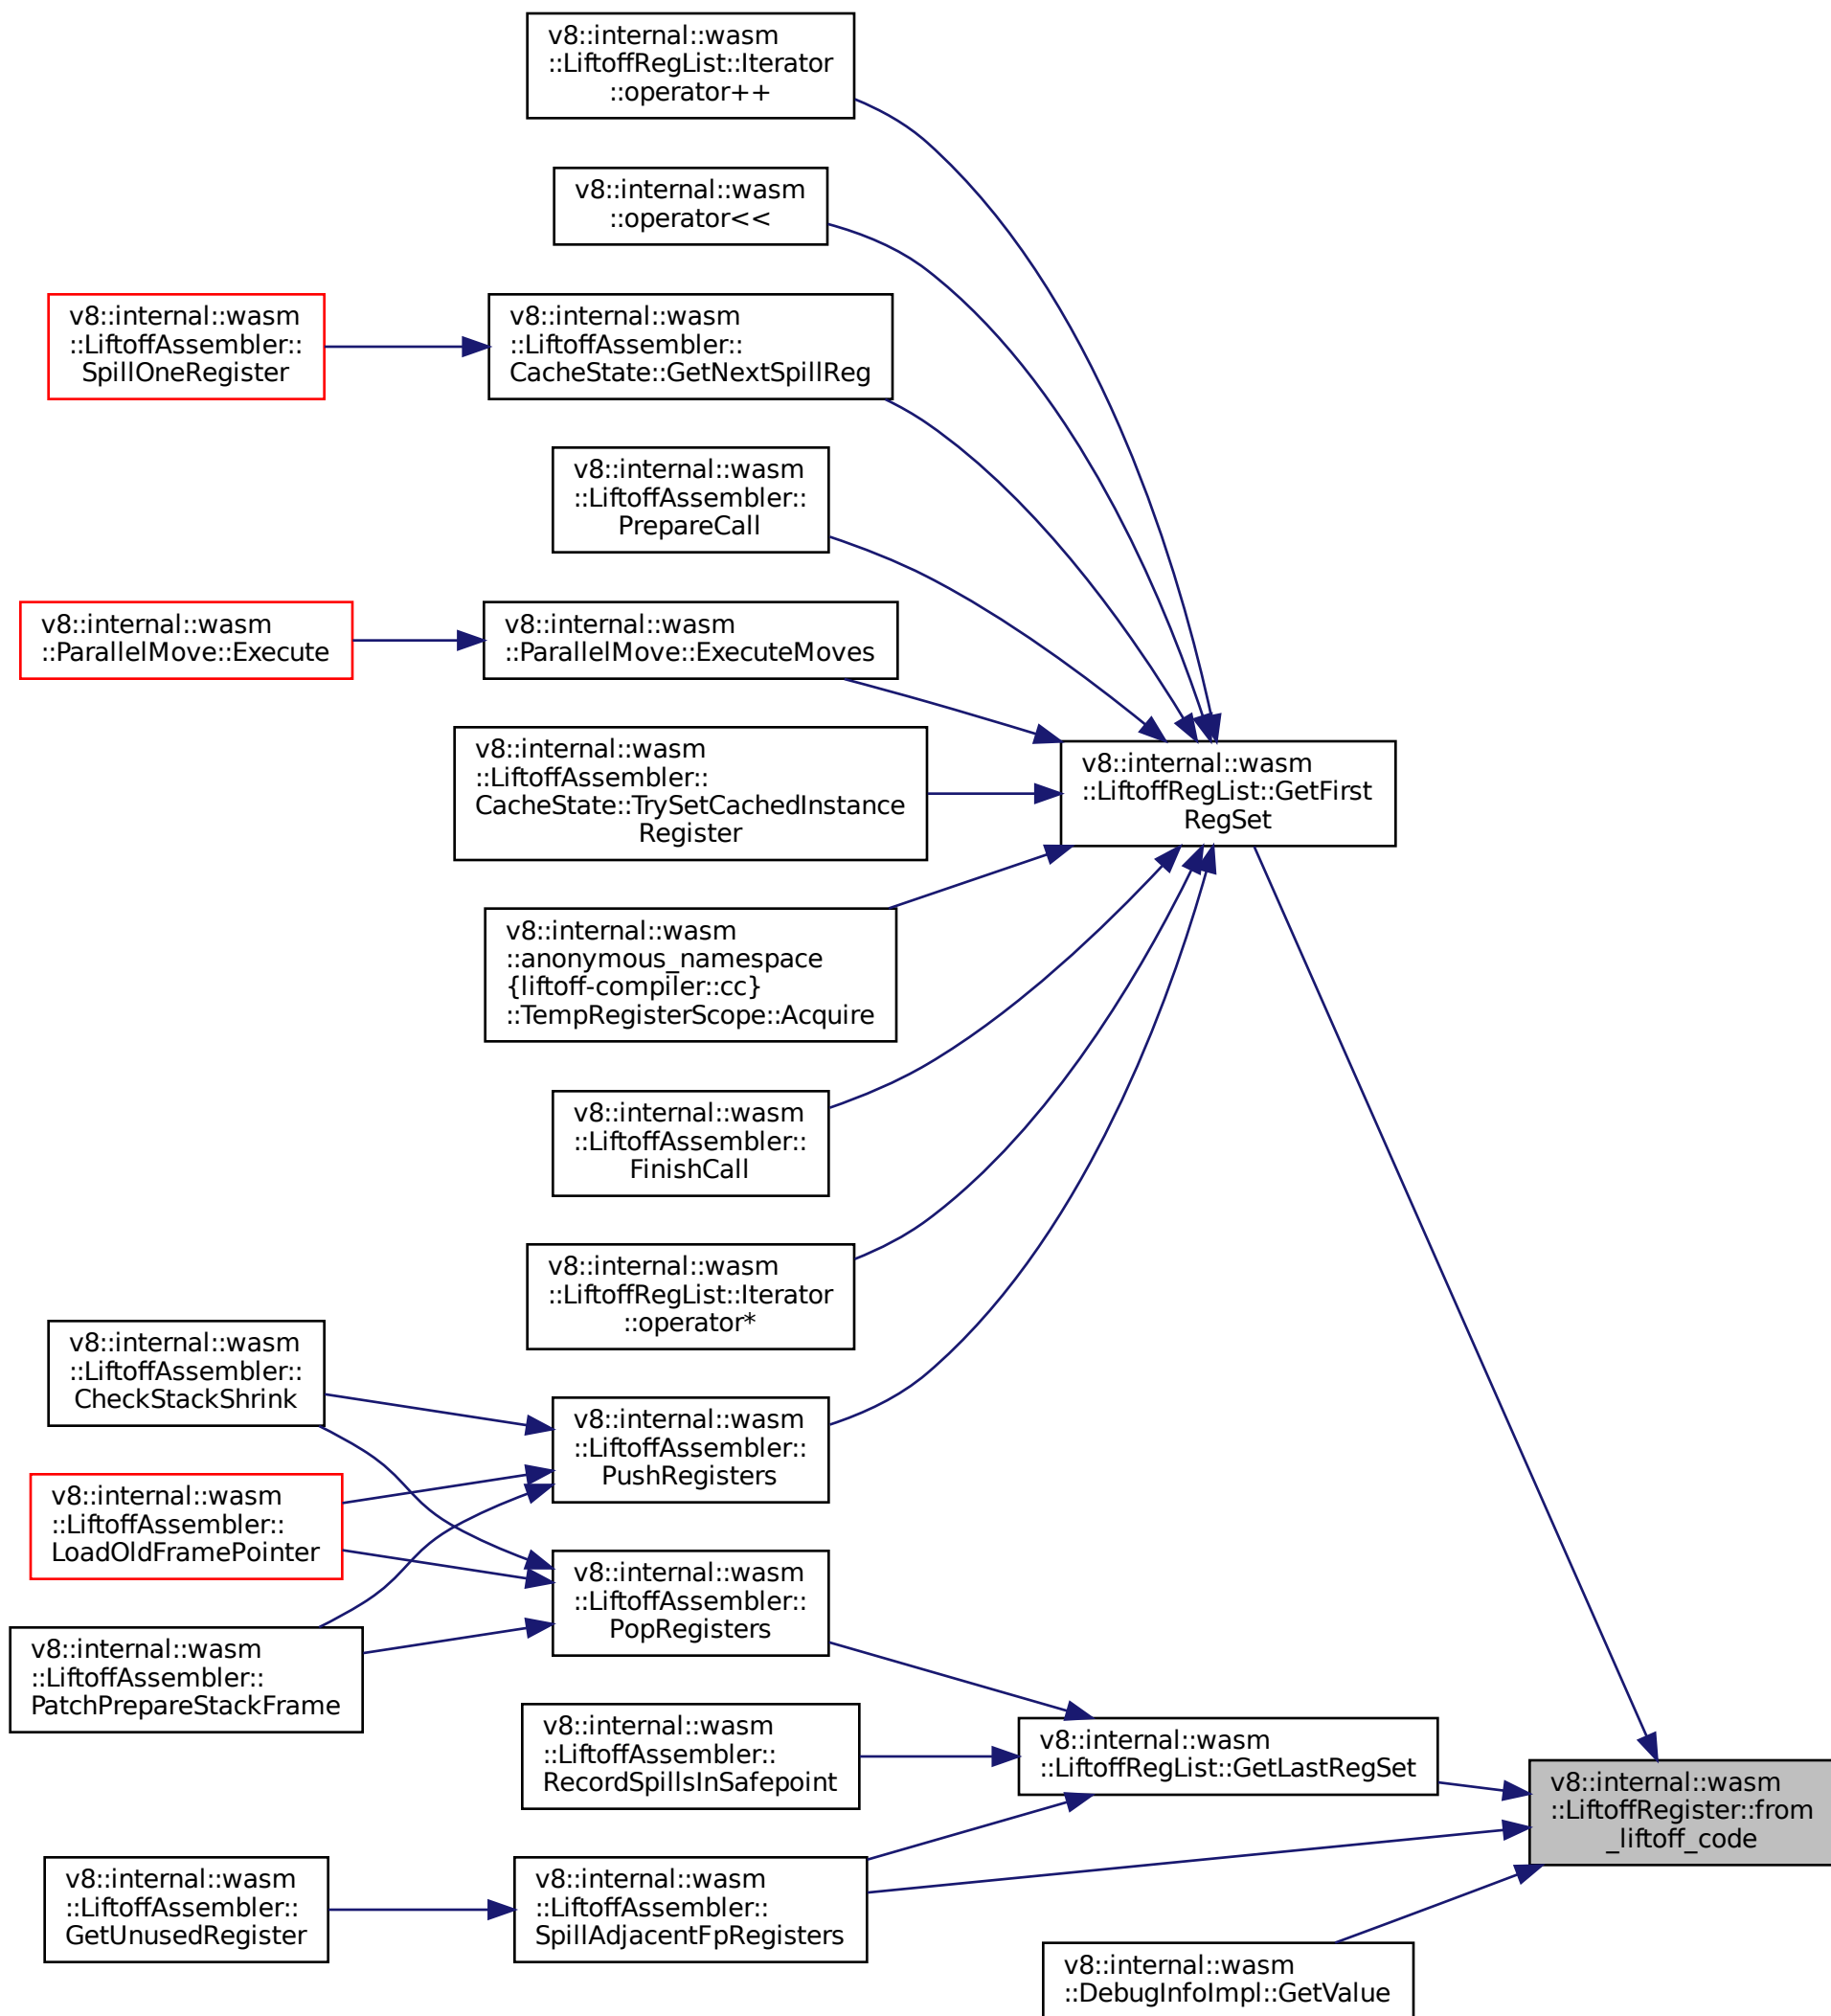 v8::internal::wasm
::LiftoffRegList::Iterator
::operator++
v8::internal::wasm
::operator<<
v8::internal::wasm
::LiftoffAssembler::
SpillOneRegister
v8::internal::wasm
::LiftoffAssembler::
CacheState::GetNextSpillReg
v8::internal::wasm
::LiftoffAssembler::
PrepareCall
v8::internal::wasm
::ParallelMove::Execute
v8::internal::wasm
::ParallelMove::ExecuteMoves
v8::internal::wasm
::LiftoffAssembler::
CacheState::TrySetCachedInstance
Register
v8::internal::wasm
::LiftoffRegList::GetFirst
RegSet
v8::internal::wasm
::anonymous_namespace
{liftoff-compiler::cc}
::TempRegisterScope::Acquire
v8::internal::wasm
::LiftoffAssembler::
FinishCall
v8::internal::wasm
::LiftoffRegList::Iterator
::operator*
v8::internal::wasm
::LiftoffAssembler::
CheckStackShrink
v8::internal::wasm
::LiftoffAssembler::
PushRegisters
v8::internal::wasm
::LiftoffAssembler::
LoadOldFramePointer
v8::internal::wasm
::LiftoffAssembler::
PopRegisters
v8::internal::wasm
::LiftoffAssembler::
PatchPrepareStackFrame
v8::internal::wasm
::LiftoffAssembler::
RecordSpillsInSafepoint
v8::internal::wasm
::LiftoffRegList::GetLastRegSet
v8::internal::wasm
::LiftoffRegister::from
_liftoff_code
v8::internal::wasm
::LiftoffAssembler::
GetUnusedRegister
v8::internal::wasm
::LiftoffAssembler::
SpillAdjacentFpRegisters
v8::internal::wasm
::DebugInfoImpl::GetValue